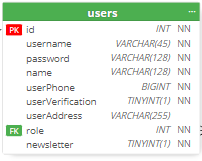 users
PK id INT NN
username VARCHAR(45) NN
password VARCHAR(128) NN
name VARCHAR(128) NN
userPhone BIGINT NN
userVerification TINYINT(1) NN
userAddress VARCHAR(255)
FK role INT NN
newsletter TINYINT(1) NN